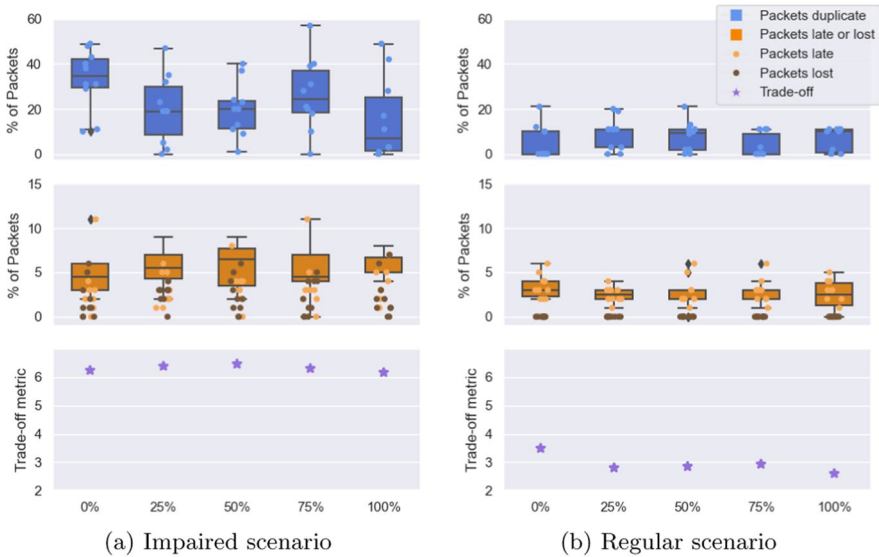 60
40
20
0
% of Packets
60
40
20
0
% of Packets
Packets duplicate
Packets late or lost
Packets late
Packets lost
Trade-off
15
10
5
0
% of Packets
15
10
5
0
% of Packets
6
5
4
3
2
Trade-off metric
6
5
4
3
2
Trade-off metric
0% 25% 50% 75% 100%
0% 25% 50% 75% 100%
(a) Impaired scenario
(b) Regular scenario